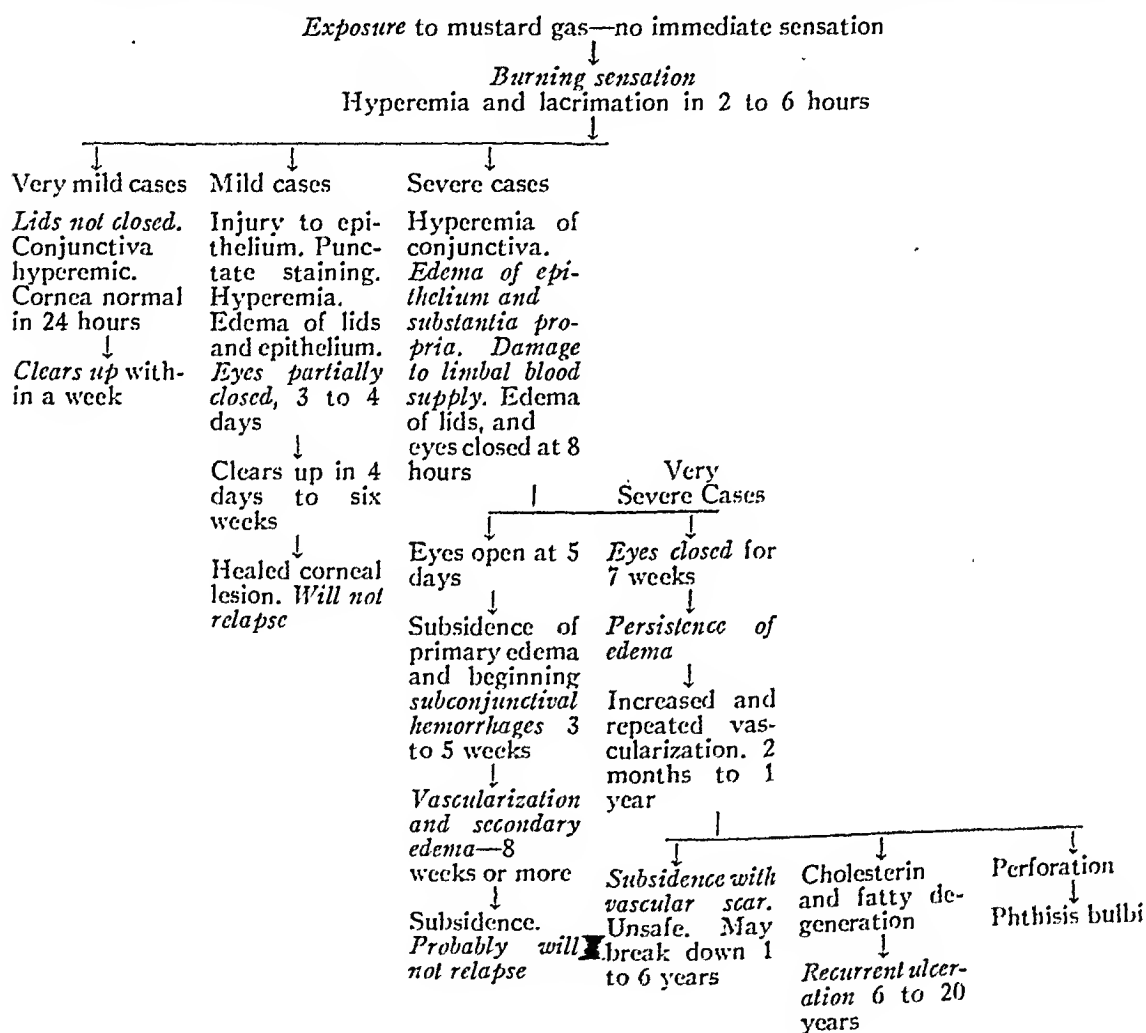 Exposure to mustard gas—no immediate sensation
Burning sensation
Hyperemia and lacrimation in 2 to 6 hours
Very mild cases
Lids not closed.
Conjunctiva
hyperemic.
Cornea normal
in 24 hours
Clears up with-
in a week
Mild cases
Injury to epi-
thelium. Punc-
tate staining.
Hyperemia.
Edema of lids
and epithelium.
Eyes partially
closed, 3 to 4
days
Clears up in 4
days to six
weeks
Healed corneal
lesion. Will not
relapse
Severe cases
Hyperemia of
conjunctiva.
Edema of epi-
thelium and
substantia pro-
pria. Damage
to limbal blood
supply. Edema
of lids, and
eyes closed at 8
hours
Eyes open at 5
days
Subsidence of
primary edema
and beginning
subconjunctival
hemorrhages 3
to 5 weeks
Vascularization
and secondary
edema—8
weeks or more
Subsidence.
Probably will
not relapse
Very
Severe Cases
Eyes closed for
7 weeks
Persistence of
edema
Increased and
repeated vas-
cularization. 2
months to 1
year
Subsidence with
vascular scar.
Unsafe. May
break down 1
to 6 years
Cholesterin
and fatty de-
generation
Recurrent ulcer-
ation 6 to 20
years
Perforation
Phthisis bulbi